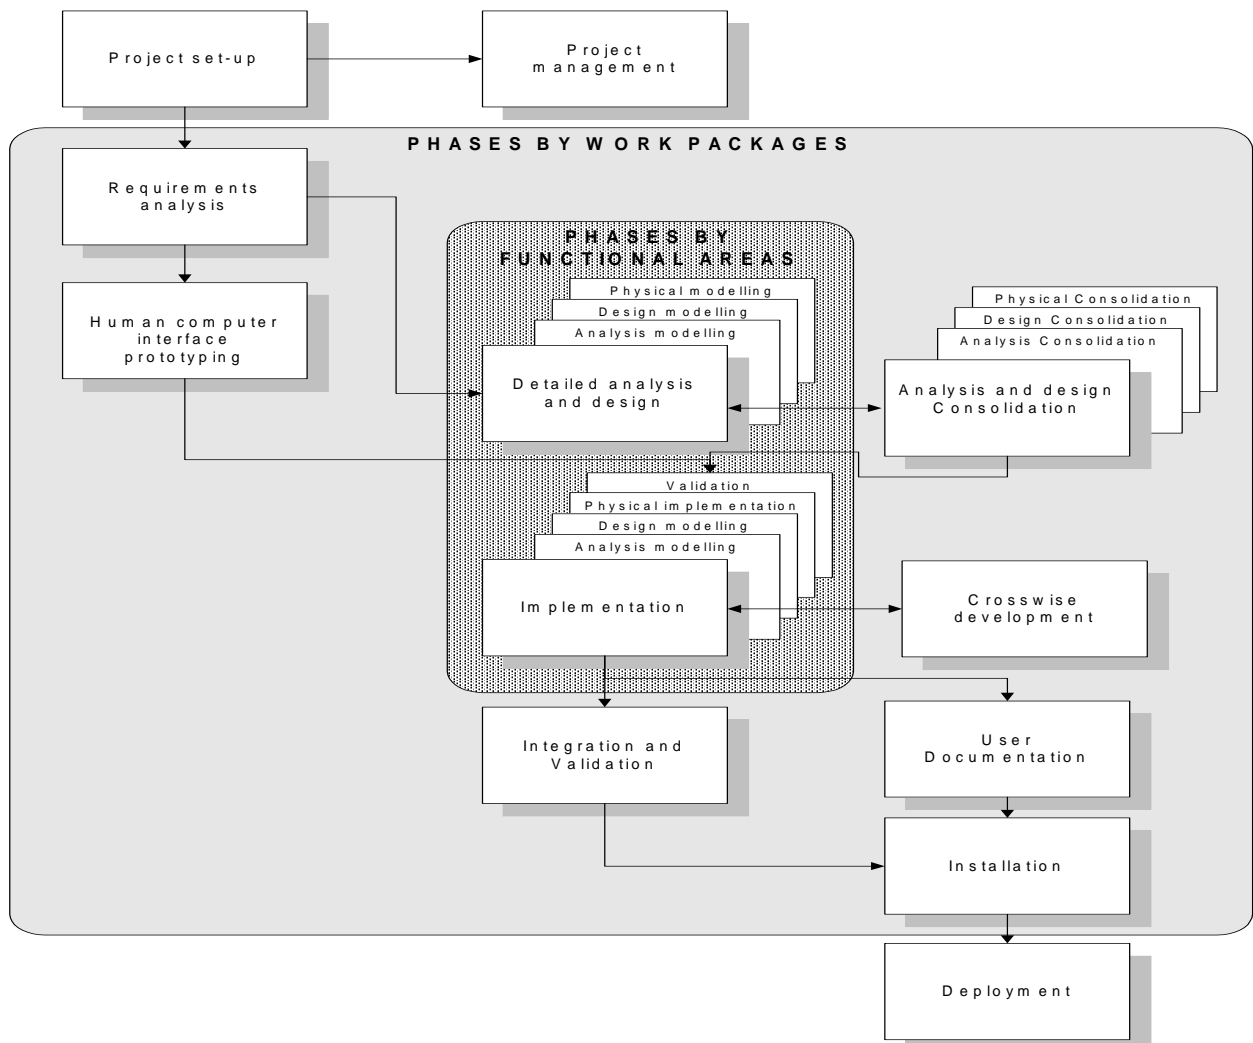 Project set-up
Project
management
PHASES BY WORK PACKAGES
Requirements
analysis
PHASES BY
FUNCTIONAL AREAS
Physical modelling
Design modelling
Analysis modelling
Detailed analysis
and design
Physical Consolidation
Design Consolidation
Analysis Consolidation
Analysis and design
Consolidation
Human computer
interface
prototyping
Validation
Physical implementation
Design modelling
Analysis modelling
Implementation
Crosswise
development
Integration and
Validation
User
Documentation
Installation
Deployment